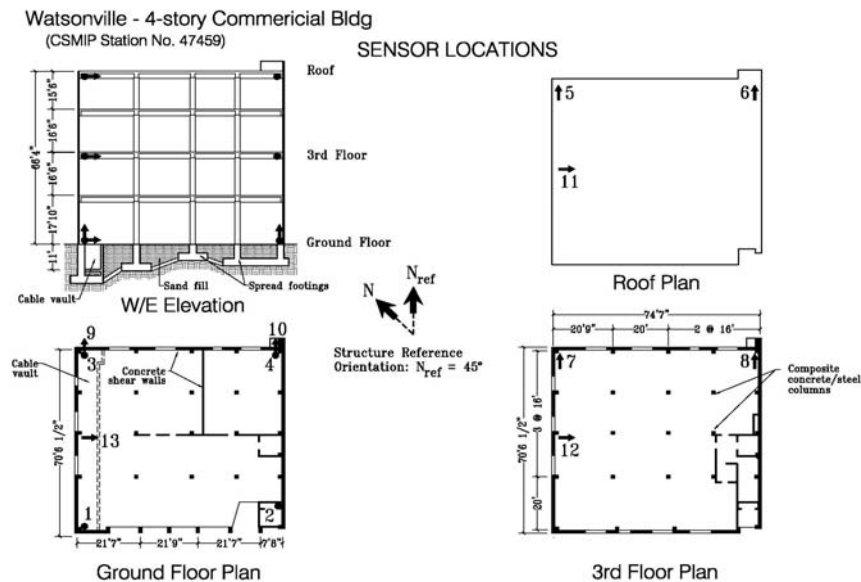 Watsonville - 4-story Commericial Bldg
(CSMIP Station No. 47459)
SENSOR LOCATIONS
Roof
3rd Floor
Ground Floor
15'6"
16'6"
16'6"
17'10"
11'
66'4"
Cable vault
Sand fill
Spread footings
W/E Elevation
5
6
11
Roof Plan
N
Nref
Structure Reference
Orientation: Nref = 45°
9
10
Cable
vault
3
4
Concrete
shear walls
13
1
2
70'6 1/2"
21'7"
21'9"
21'7"
7'8"
Ground Floor Plan
74'7"
20'9"
20'
2 @ 16'
7
8
Composite
concrete/steel
columns
12
70'6 1/2"
3 @ 16'
20'
3rd Floor Plan